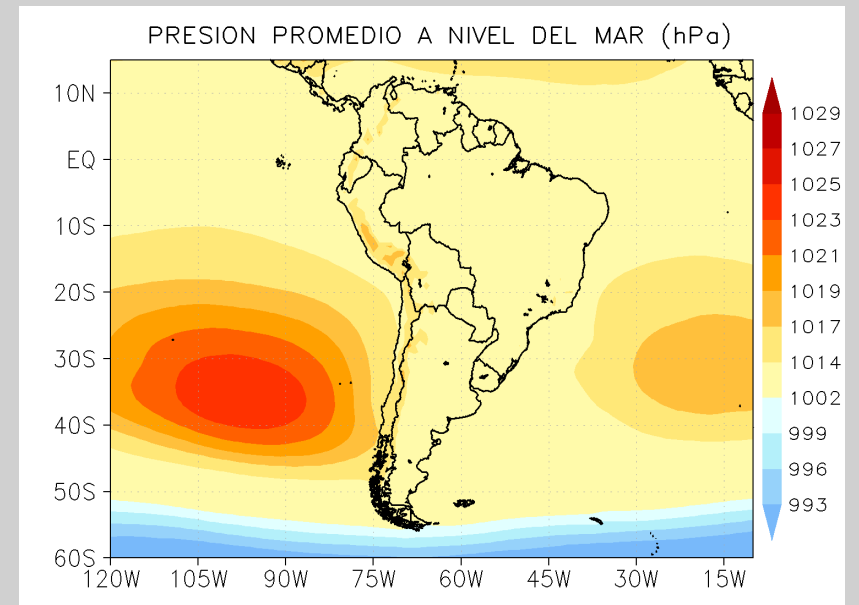 PRESION PROMEDIO A NIVEL DEL MAR (hPa)
10N
EQ
10S
20S
30S
40S
50S
60S
120W 105W 90W 75W 60W 45W 30W 15W
1029
1027
1025
1023
1021
1019
1017
1014
1002
999
996
993